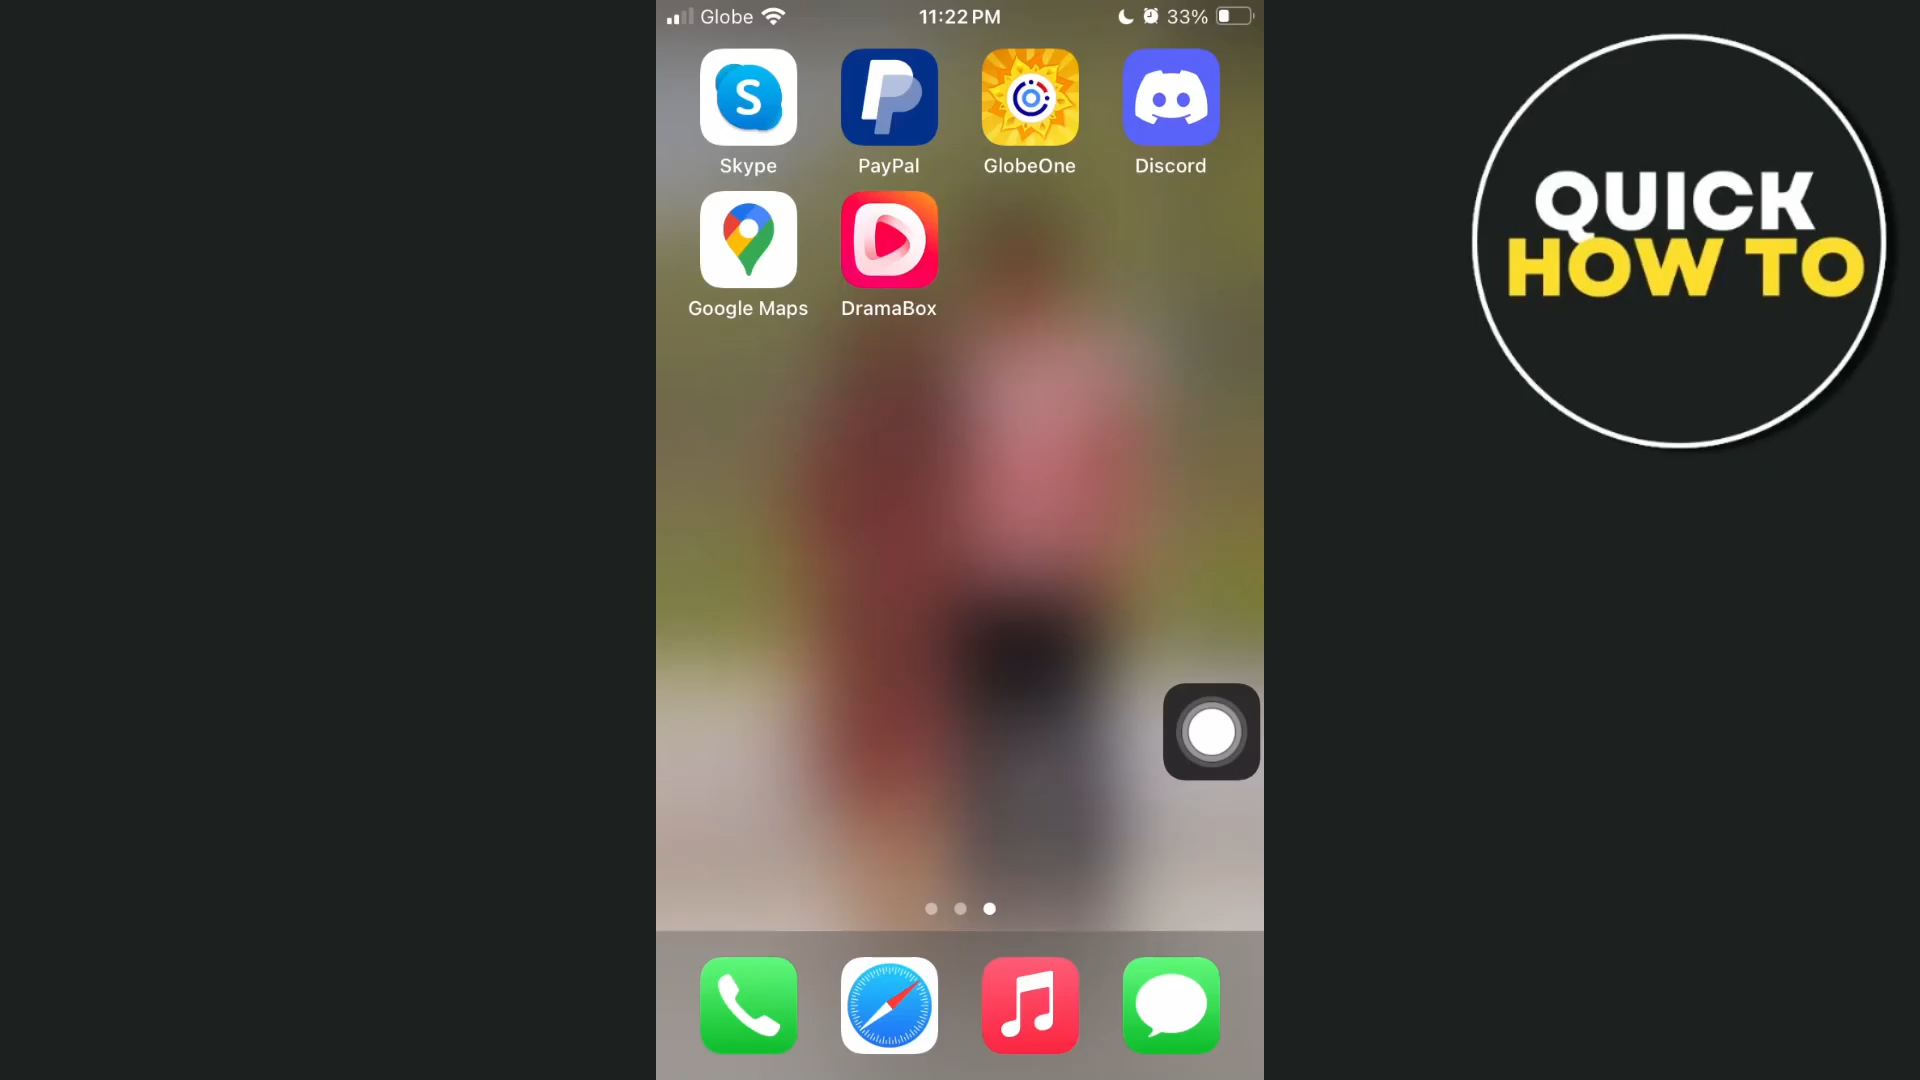 Globe 11:22 PM 33%
S
Skype PayPal GlobeOne Discord
Google Maps DramaBox
QUICK
HOW TO